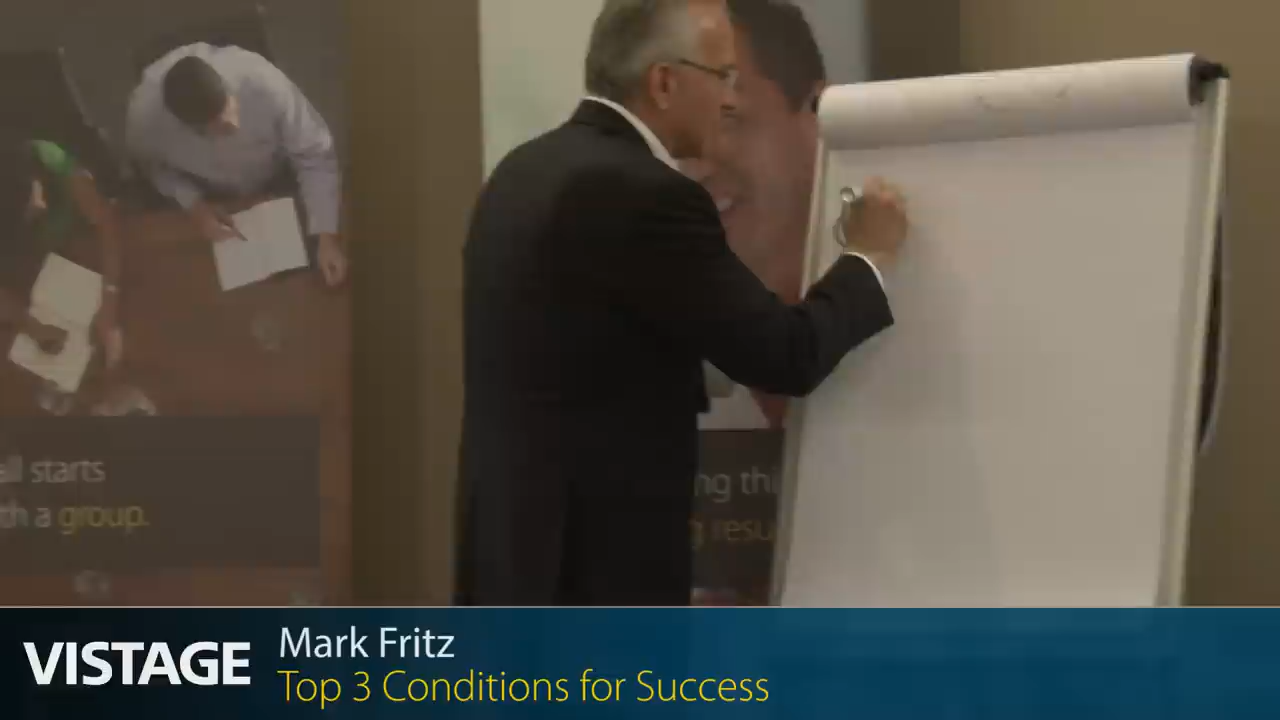 all starts
th a group.
ng thi
g resu
VISTAGE
Mark Fritz
Top 3 Conditions for Success